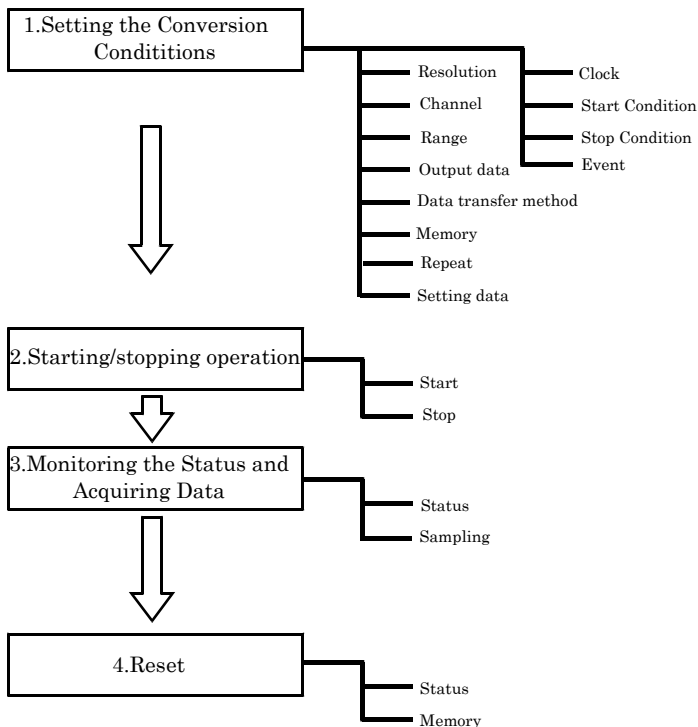 1.Setting the Conversion
Condititions
Resolution
Channel
Range
Output data
Data transfer method
Memory
Repeat
Setting data
Clock
Start Condition
Stop Condition
Event
2.Starting/stopping operation
Start
Stop
3.Monitoring the Status and
Acquiring Data
Status
Sampling
4.Reset
Status
Memory